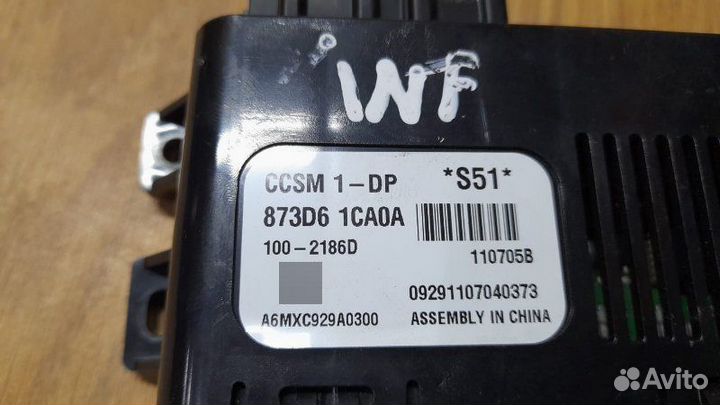 INF
CCSM 1-DP *S51*
873D6 1CA0A
100-2186D
110705B
09291107040373
A6MXC929A0300 ASSEMBLY IN CHINA
Avito